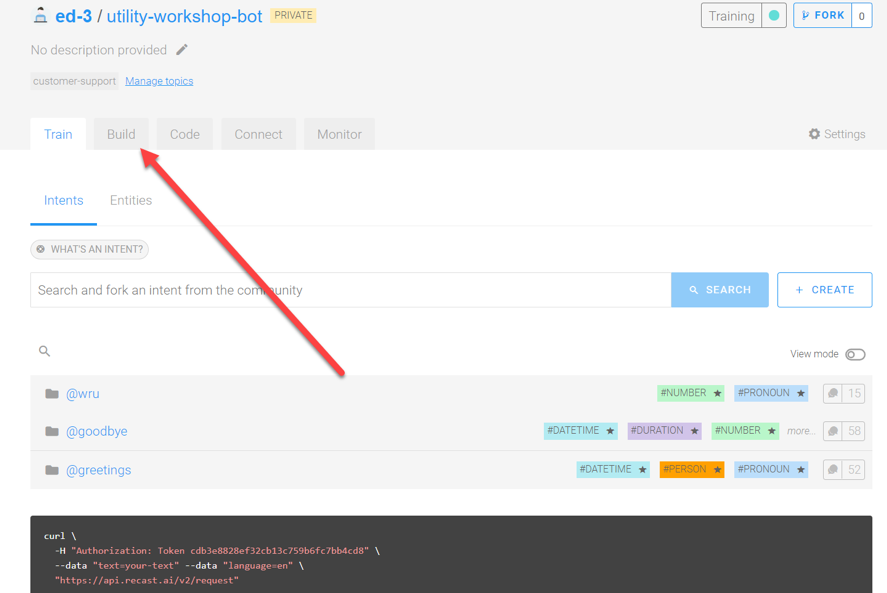 ed-3 / utility-workshop-bot PRIVATE Training FORK 0
No description provided
customer-support Manage topics
Train Build Code Connect Monitor Settings
Intents Entities
WHAT'S AN INTENT?
Search and fork an intent from the community SEARCH + CREATE
View mode
@wru #NUMBER ★ #PRONOUN ★ 15
@goodbye #DATETIME ★ #DURATION ★ #NUMBER ★ more... 58
@greetings #DATETIME ★ #PERSON ★ #PRONOUN ★ 52
curl \
-H "Authorization: Token cdb3e8828ef32cb13c759b6fc7bb4cd8" \
--data "text=your-text" --data "language=en" \
"https://api.recast.ai/v2/request"